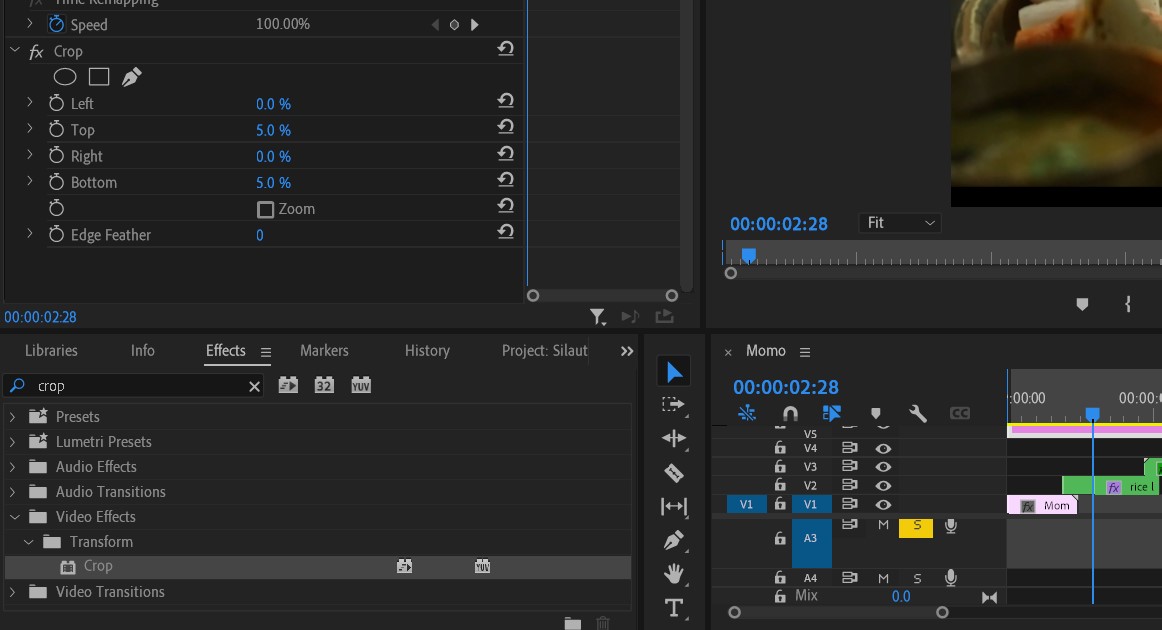 Time Remapping
Speed 100.00%
fx Crop
Left 0.0 %
Top 5.0 %
Right 0.0 %
Bottom 5.0 %
Zoom
Edge Feather 0
00:00:02:28
00:00:02:28 Fit
Libraries Info Effects Markers History Project: Silaut
crop 32 YUV
Presets
Lumetri Presets
Audio Effects
Audio Transitions
Video Effects
Transform
Crop YUV
Video Transitions
T
× Momo
00:00:02:28
CC
:00:00 00:00:0
V5
V4
V3
V2 fx rice l
V1 V1 fx Mom
A3 M S
A4 M S
Mix 0.0